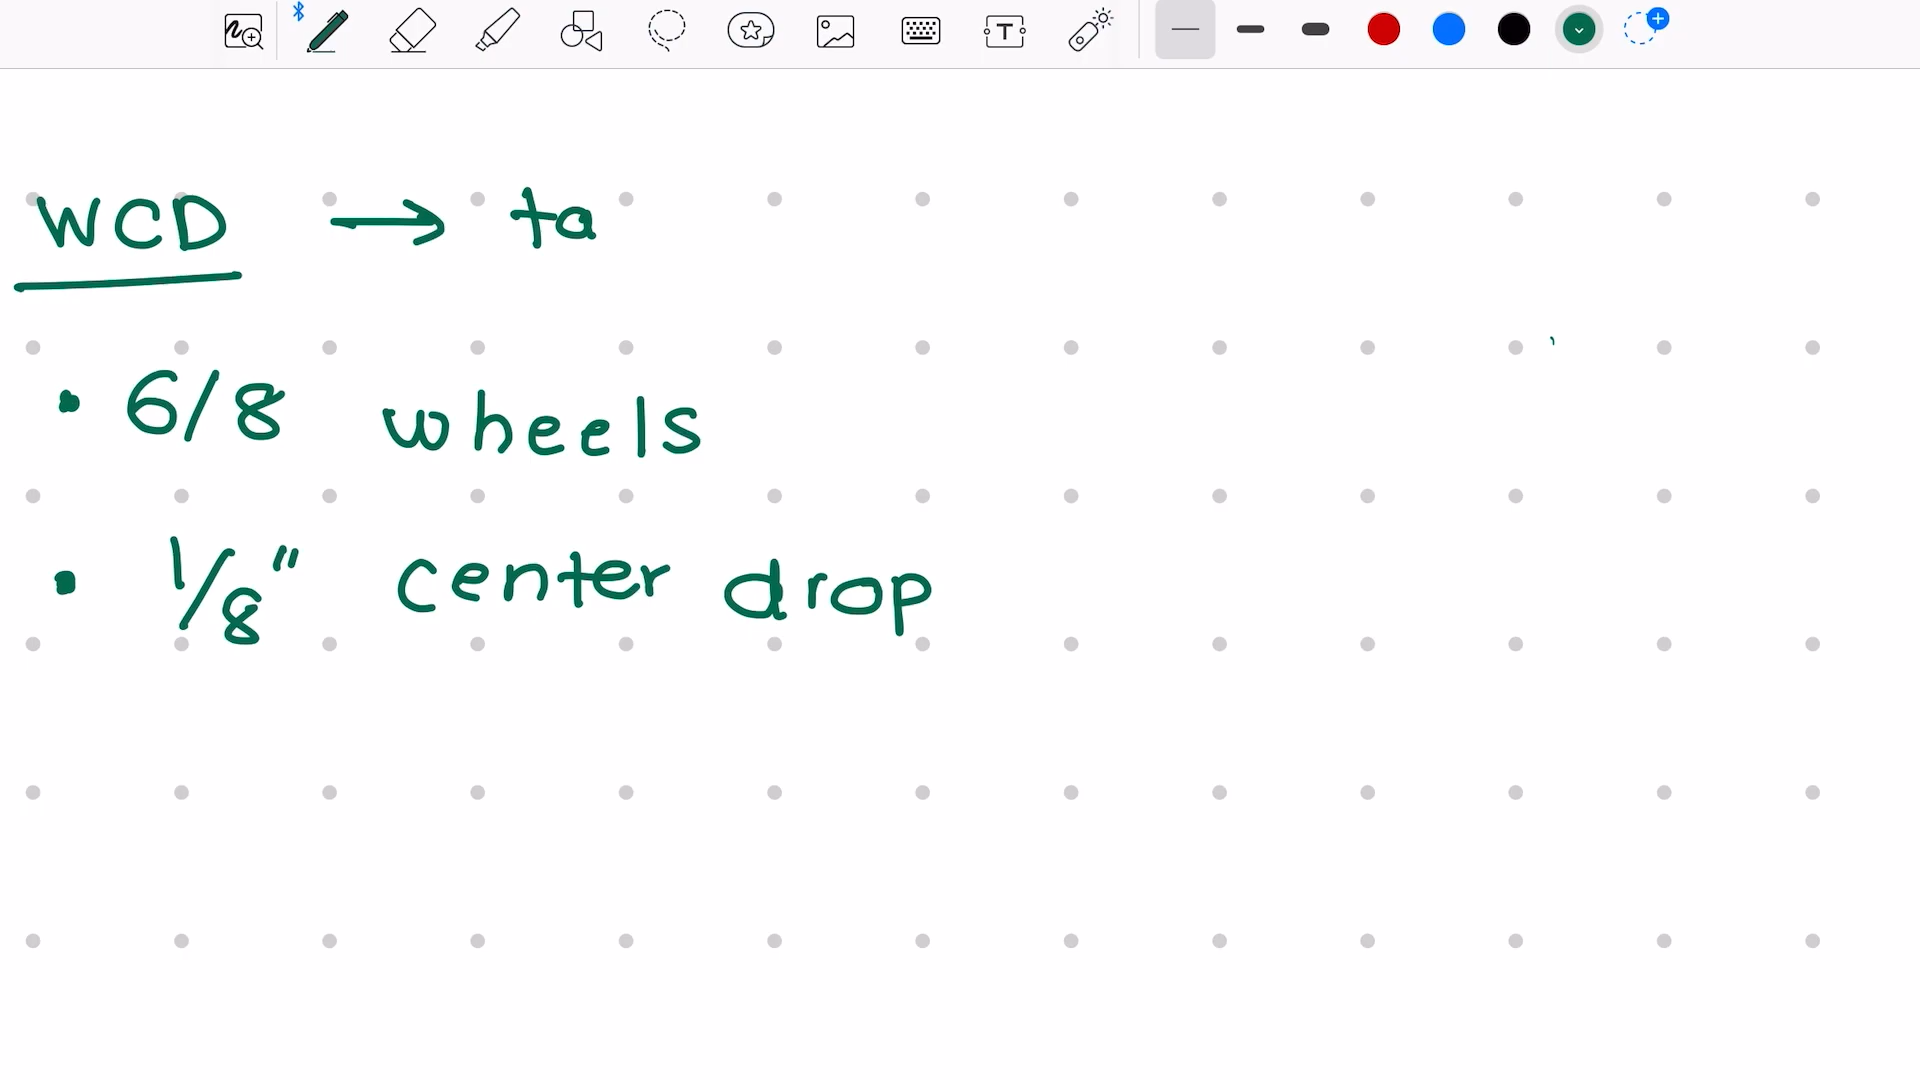 WCD → ta
• 6/8 wheels
• 1/8" center drop